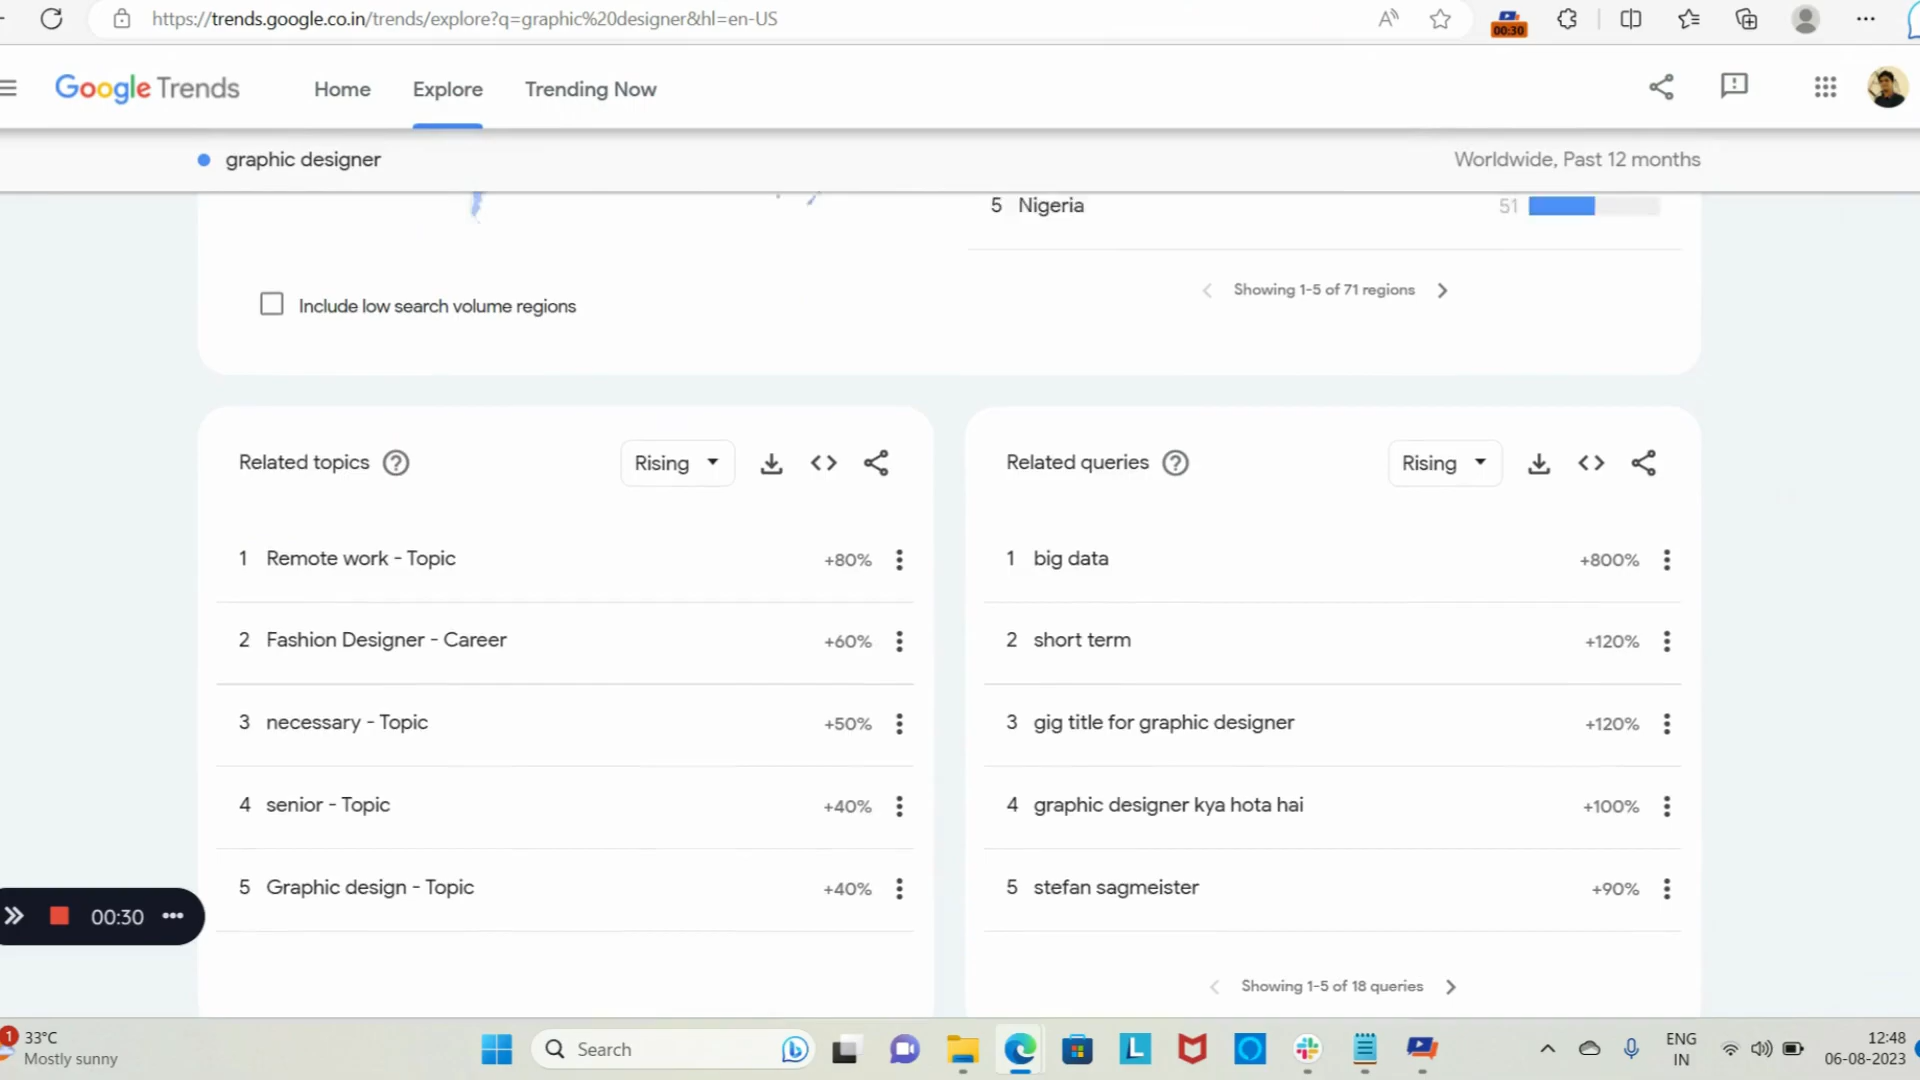 https://trends.google.co.in/trends/explore?q=graphic%20designer&hl=en-US
00:30
Google Trends
Home
Explore
Trending Now
graphic designer
Worldwide, Past 12 months
5 Nigeria 51
Include low search volume regions
Showing 1-5 of 71 regions
Related topics
Rising
1 Remote work - Topic +80%
2 Fashion Designer - Career +60%
3 necessary - Topic +50%
4 senior - Topic +40%
5 Graphic design - Topic +40%
Related queries
Rising
1 big data +800%
2 short term +120%
3 gig title for graphic designer +120%
4 graphic designer kya hota hai +100%
5 stefan sagmeister +90%
Showing 1-5 of 18 queries
00:30
1
33°C
Mostly sunny
Search
L
ENG
IN
12:48
06-08-2023